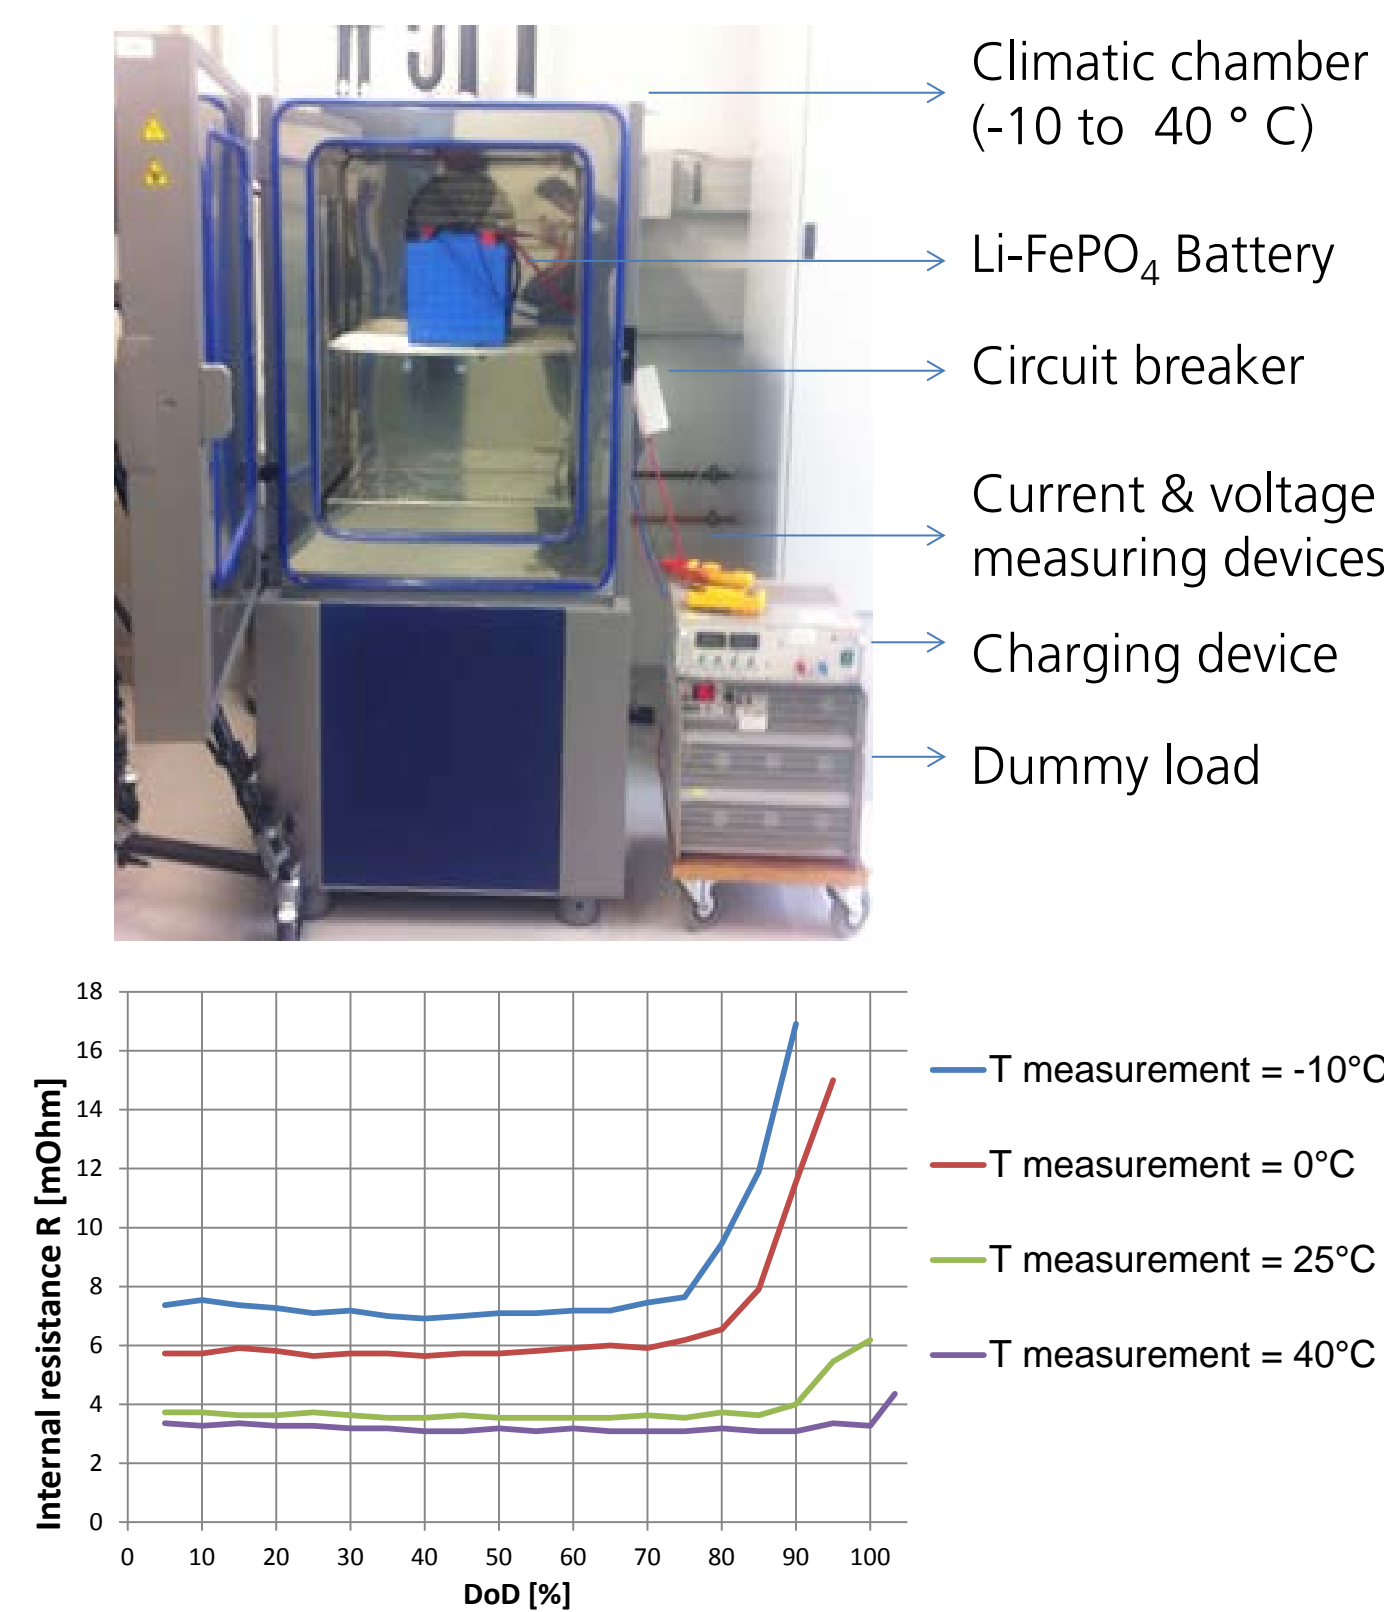 Climatic chamber
(-10 to 40 ° C)
Li-FePO₄ Battery
Circuit breaker
Current & voltage
measuring devices
Charging device
Dummy load
18
16
14
12
10
8
6
4
2
0
Internal resistance R [mOhm]
0 10 20 30 40 50 60 70 80 90 100
DoD [%]
T measurement = -10°C
T measurement = 0°C
T measurement = 25°C
T measurement = 40°C